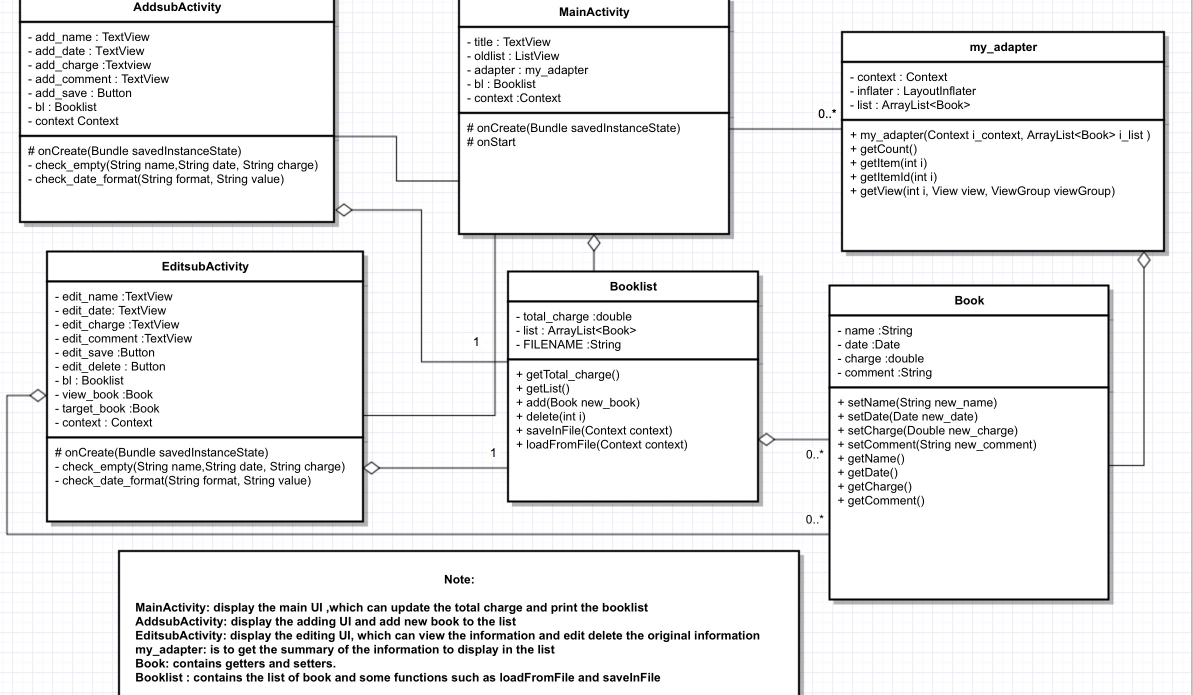 AddsubActivity
- add_name : TextView
- add_date : TextView
- add_charge :Textview
- add_comment : TextView
- add_save : Button
- bl : Booklist
- context Context
# onCreate(Bundle savedInstanceState)
- check_empty(String name,String date, String charge)
- check_date_format(String format, String value)
MainActivity
- title : TextView
- oldlist : ListView
- adapter : my_adapter
- bl : Booklist
- context :Context
# onCreate(Bundle savedInstanceState)
# onStart
0..*
my_adapter
- context : Context
- inflater : LayoutInflater
- list : ArrayList<Book>
+ my_adapter(Context i_context, ArrayList<Book> i_list )
+ getCount()
+ getItem(int i)
+ getItemId(int i)
+ getView(int i, View view, ViewGroup viewGroup)
EditsubActivity
- edit_name :TextView
- edit_date: TextView
- edit_charge :TextView
- edit_comment :TextView
- edit_save :Button
- edit_delete : Button
- bl : Booklist
- view_book :Book
- target_book :Book
- context : Context
# onCreate(Bundle savedInstanceState)
- check_empty(String name,String date, String charge)
- check_date_format(String format, String value)
1
1
Booklist
- total_charge :double
- list : ArrayList<Book>
- FILENAME :String
+ getTotal_charge()
+ getList()
+ add(Book new_book)
+ delete(int i)
+ saveInFile(Context context)
+ loadFromFile(Context context)
0..*
0..*
Book
- name :String
- date :Date
- charge :double
- comment :String
+ setName(String new_name)
+ setDate(Date new_date)
+ setCharge(Double new_charge)
+ setComment(String new_comment)
+ getName()
+ getDate()
+ getCharge()
+ getComment()
Note:
MainActivity: display the main UI ,which can update the total charge and print the booklist
AddsubActivity: display the adding UI and add new book to the list
EditsubActivity: display the editing UI, which can view the information and edit delete the original information
my_adapter: is to get the summary of the information to display in the list
Book: contains getters and setters.
Booklist : contains the list of book and some functions such as loadFromFile and saveInFile